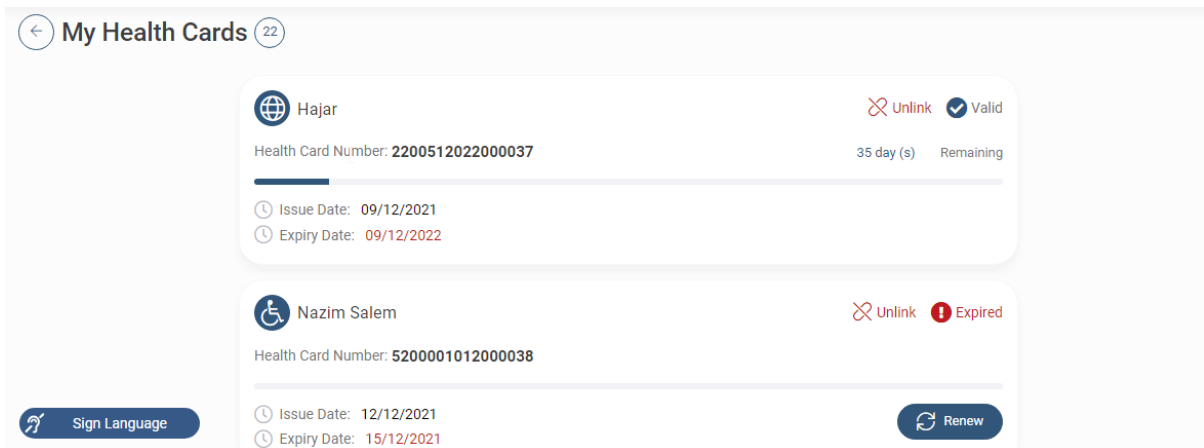 My Health Cards 22
Hajar Unlink Valid
Health Card Number: 2200512022000037 35 day (s) Remaining
Issue Date: 09/12/2021
Expiry Date: 09/12/2022
Nazim Salem Unlink Expired
Health Card Number: 5200001012000038
Issue Date: 12/12/2021
Expiry Date: 15/12/2021
Renew
Sign Language